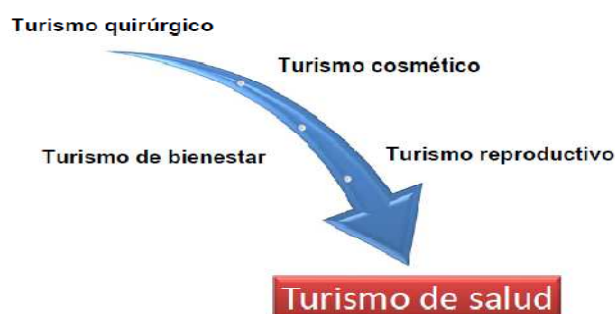 Turismo quirúrgico
Turismo cosmético
Turismo de bienestar
Turismo reproductivo
Turismo de salud